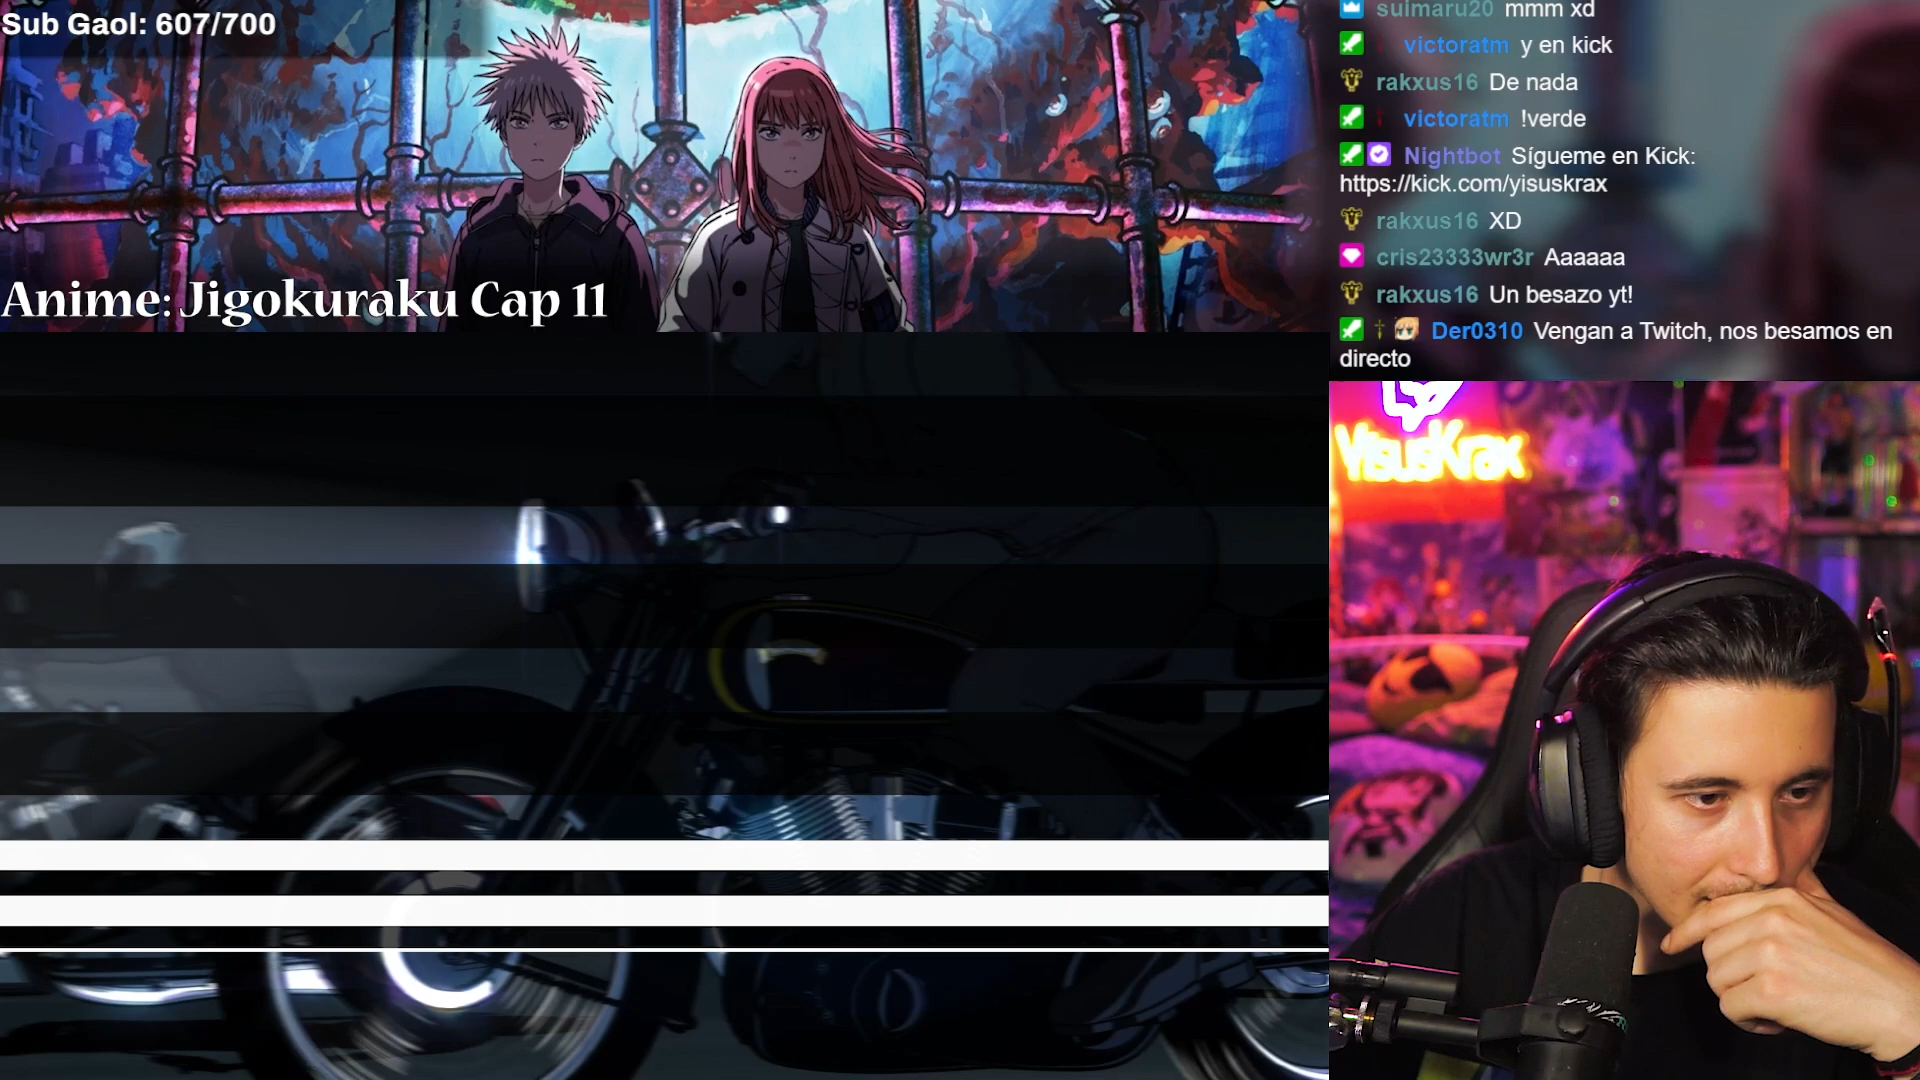 Sub Gaol: 607/700
Anime: Jigokuraku Cap 11
sulmaru20 mmm xd
victoratm y en kick
rakxus16 De nada
victoratm !verde
Nightbot Sígueme en Kick:
https://kick.com/yisuskrax
rakxus16 XD
cris23333wr3r Aaaaaa
rakxus16 Un besazo yt!
Der0310 Vengan a Twitch, nos besamos en
directo
YisusKrax